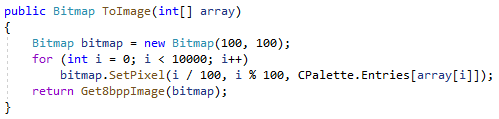 public Bitmap ToImage(int[] array)
{
Bitmap bitmap = new Bitmap(100, 100);
for (int i = 0; i < 10000; i++)
bitmap.SetPixel(i / 100, i % 100, CPalette.Entries[array[i]]);
return Get8bppImage(bitmap);
}